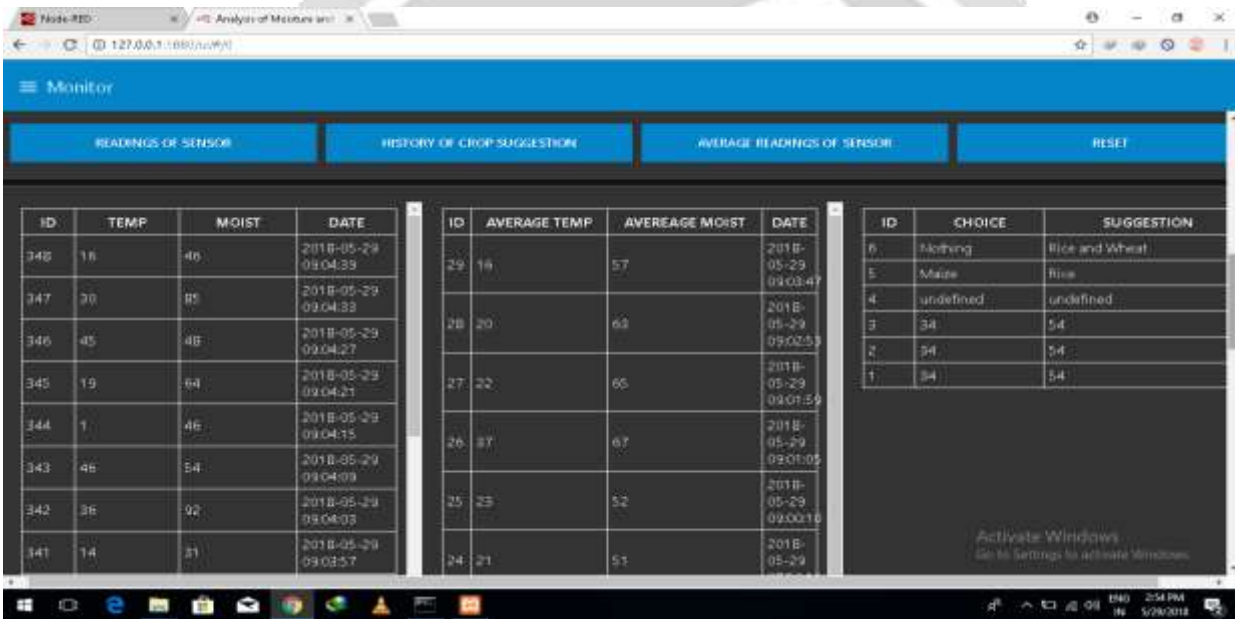 Node-RED
Analysis of Moisture and
127.0.0.1:1880/ui/#/0
Monitor
READINGS OF SENSOR HISTORY OF CROP SUGGESTION AVERAGE READINGS OF SENSOR RESET
ID TEMP MOIST DATE
348 16 46 2018-05-29
09:04:39
347 30 85 2018-05-29
09:04:33
346 45 48 2018-05-29
09:04:27
345 19 64 2018-05-29
09:04:21
344 1 46 2018-05-29
09:04:15
343 46 54 2018-05-29
09:04:09
342 36 92 2018-05-29
09:04:03
341 14 31 2018-05-29
09:03:57
ID AVERAGE TEMP AVEREAGE MOIST DATE
29 16 57 2018-
05-29
09:03:47
28 20 63 2018-
05-29
09:02:53
27 22 65 2018-
05-29
09:01:59
26 37 67 2018-
05-29
09:01:05
25 23 52 2018-
05-29
09:00:10
24 21 51 2018-
05-29
ID CHOICE SUGGESTION
6 Nothing Rice and Wheat
5 Maize Rice
4 undefined undefined
3 34 54
2 34 54
1 34 54
Activate Windows
Go to Settings to activate Windows.
ENG 2:54 PM
IN 5/29/2018